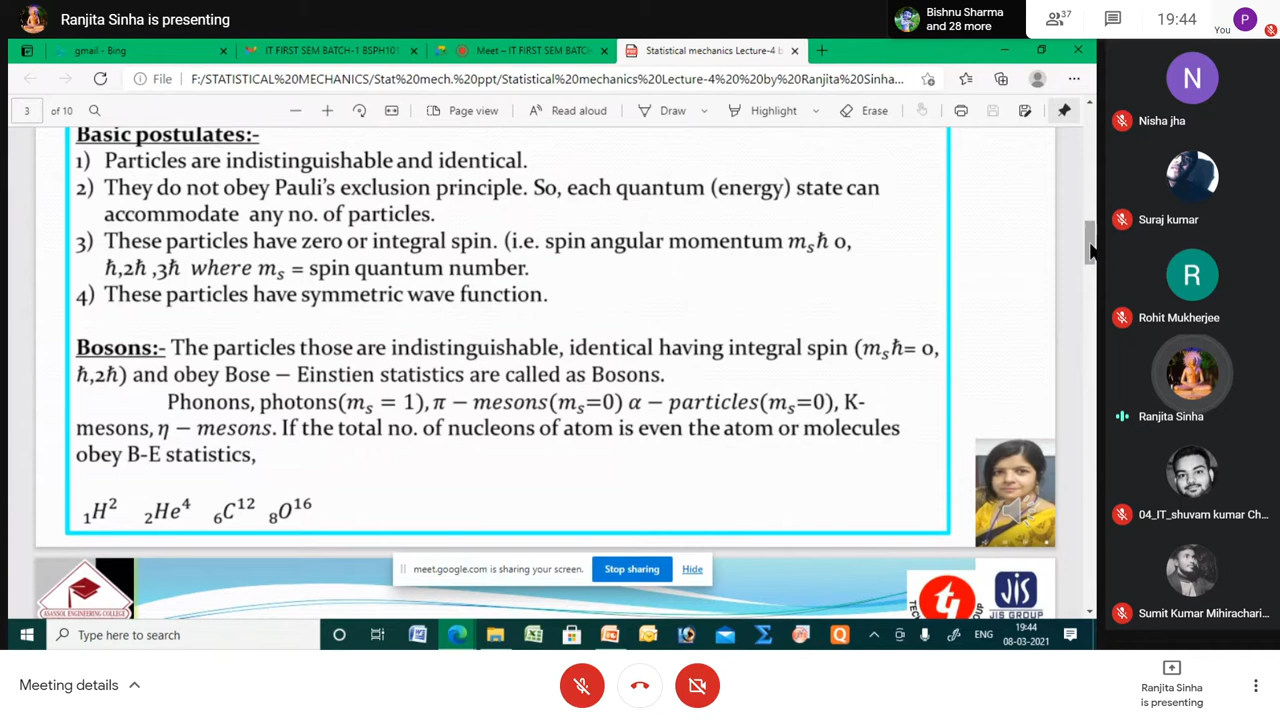 Ranjita Sinha is presenting
Bishnu Sharma
and 28 more
37
19:44
You
P
gmail - Bing
IT FIRST SEM BATCH-1 BSPH101
Meet – IT FIRST SEM BATCH-
Statistical mechanics Lecture-4 b
File
F:/STATISTICAL%20MECHANICS/Stat%20mech.%20ppt/Statistical%20mechanics%20Lecture-4%20%20by%20Ranjita%20Sinha...
3
of 10
Page view
Read aloud
Draw
Highlight
Erase
Basic postulates:-
1) Particles are indistinguishable and identical.
2) They do not obey Pauli's exclusion principle. So, each quantum (energy) state can
accommodate any no. of particles.
3) These particles have zero or integral spin. (i.e. spin angular momentum mₛħ 0,
ħ,2ħ ,3ħ where mₛ = spin quantum number.
4) These particles have symmetric wave function.
Bosons:- The particles those are indistinguishable, identical having integral spin (mₛħ= 0,
ħ,2ħ) and obey Bose − Einstien statistics are called as Bosons.
Phonons, photons(mₛ = 1), π − mesons(mₛ=0) α − particles(mₛ=0), K-
mesons, η − mesons. If the total no. of nucleons of atom is even the atom or molecules
obey B-E statistics,
₁H² ₂He⁴ ₆C¹² ₈O¹⁶
meet.google.com is sharing your screen.
Stop sharing
Hide
ASANSOL ENGINEERING COLLEGE
JIS
JIS GROUP
Type here to search
ENG
19:44
08-03-2021
N
Nisha jha
Suraj kumar
R
Rohit Mukherjee
Ranjita Sinha
04_IT_shuvam kumar Ch...
Sumit Kumar Mihirachari...
Meeting details
Ranjita Sinha
is presenting